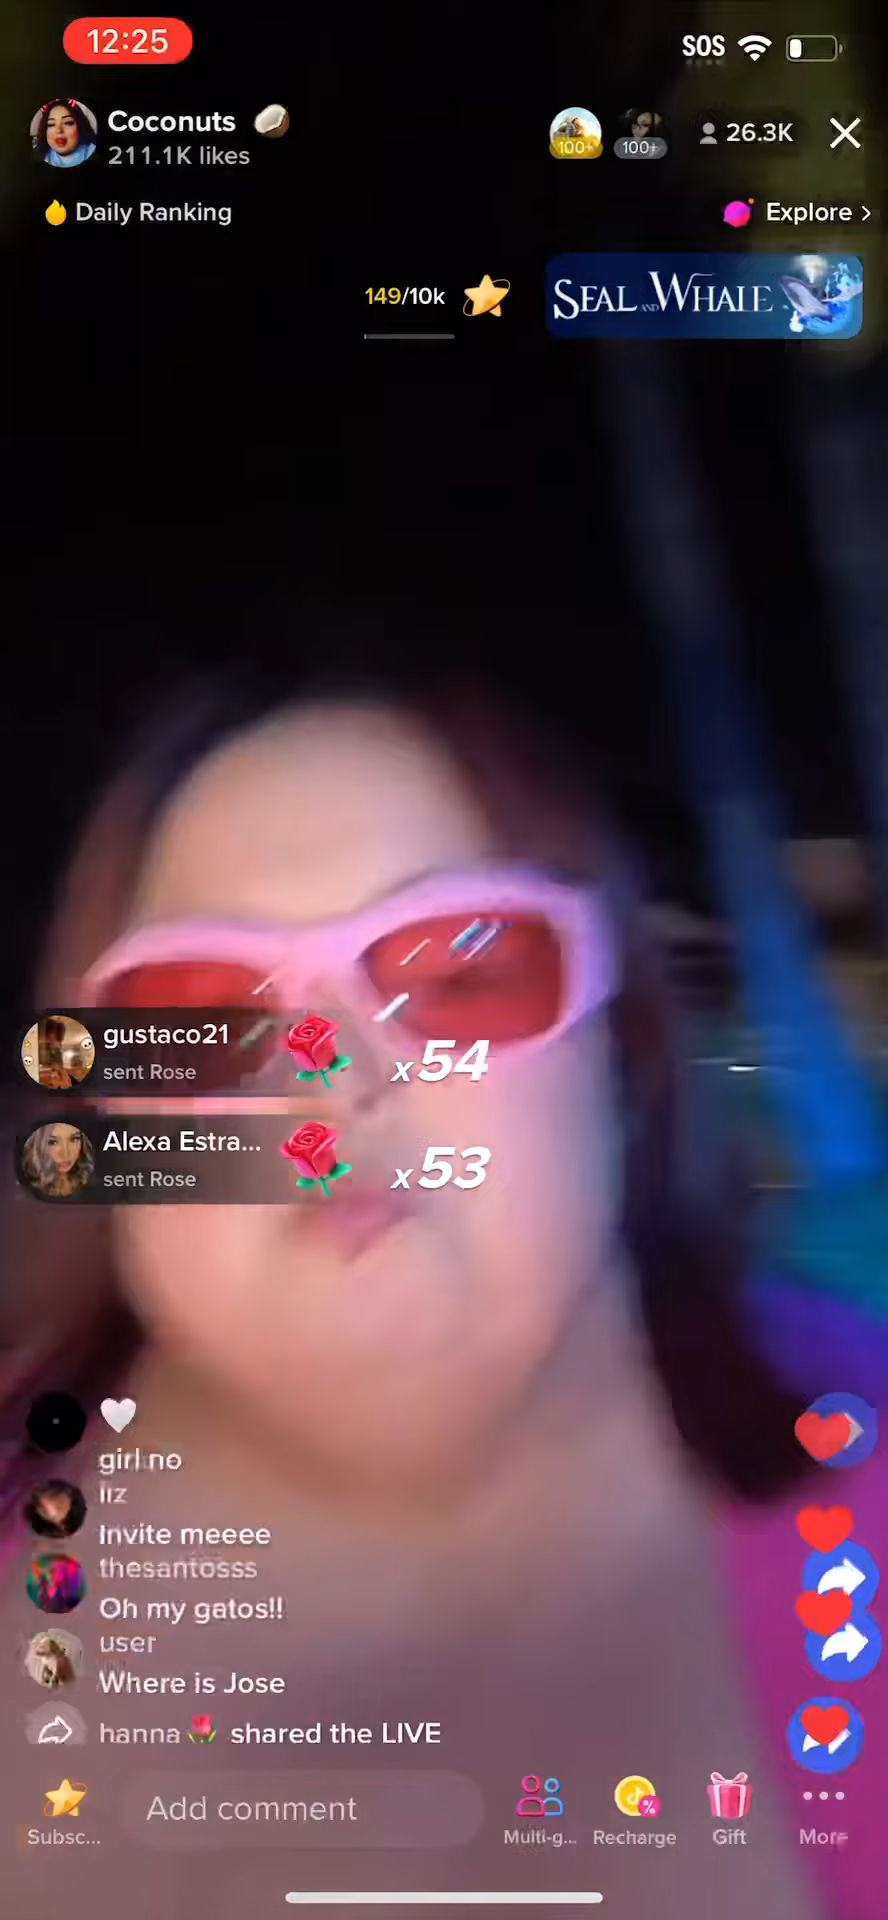 12:25
SOS
Coconuts 🥥
211.1K likes
100+
100+
26.3K
Daily Ranking
Explore >
149/10k
SEAL AND WHALE
gustaco21
sent Rose
x54
Alexa Estra...
sent Rose
x53
🤍
girl no
liz
Invite meeee
thesantosss
Oh my gatos!!
user
Where is Jose
hanna🌷 shared the LIVE
Subsc...
Add comment
Multi-g...
Recharge
Gift
More